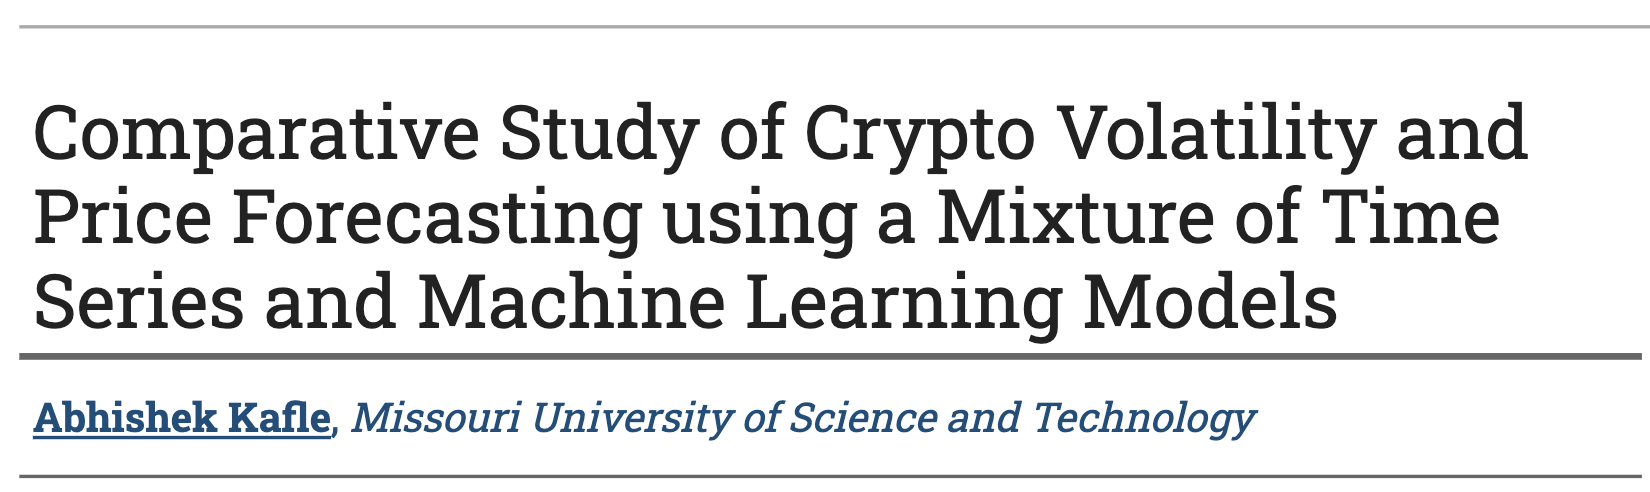 Comparative Study of Crypto Volatility and
Price Forecasting using a Mixture of Time
Series and Machine Learning Models
Abhishek Kafle, Missouri University of Science and Technology